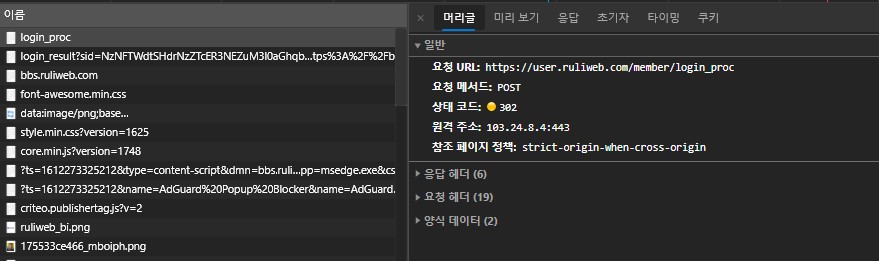 이름
login_proc
login_result?sid=NzNFTWdtSHdrNzZTcER3NEZuM3l0aGhqb...tps%3A%2F%2Fb
bbs.ruliweb.com
font-awesome.min.css
data:image/png;base...
style.min.css?version=1625
core.min.js?version=1748
?ts=1612273325212&type=content-script&dmn=bbs.ruli...pp=msedge.exe&cs
?ts=1612273325212&name=AdGuard%20Popup%20Blocker&name=AdGuard.
criteo.publishertag.js?v=2
ruliweb_bi.png
175533ce466_mboiph.png
× 머리글 미리 보기 응답 초기자 타이밍 쿠키
▼ 일반
요청 URL: https://user.ruliweb.com/member/login_proc
요청 메서드: POST
상태 코드: 302
원격 주소: 103.24.8.4:443
참조 페이지 정책: strict-origin-when-cross-origin
▶ 응답 헤더 (6)
▶ 요청 헤더 (19)
▶ 양식 데이터 (2)